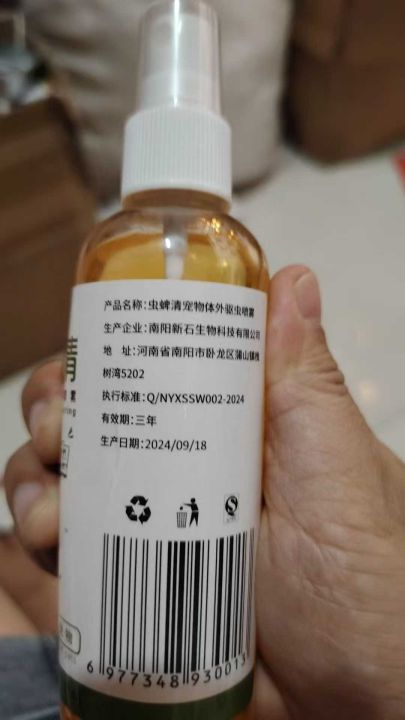 产品名称:虫蜱清宠物体外驱虫喷雾
生产企业:南阳新石生物科技有限公司
地 址:河南省南阳市卧龙区蒲山镇槐
树湾5202
执行标准:Q/NYXSSW002-2024
有效期:三年
生产日期:2024/09/18
清
6 977348 930013